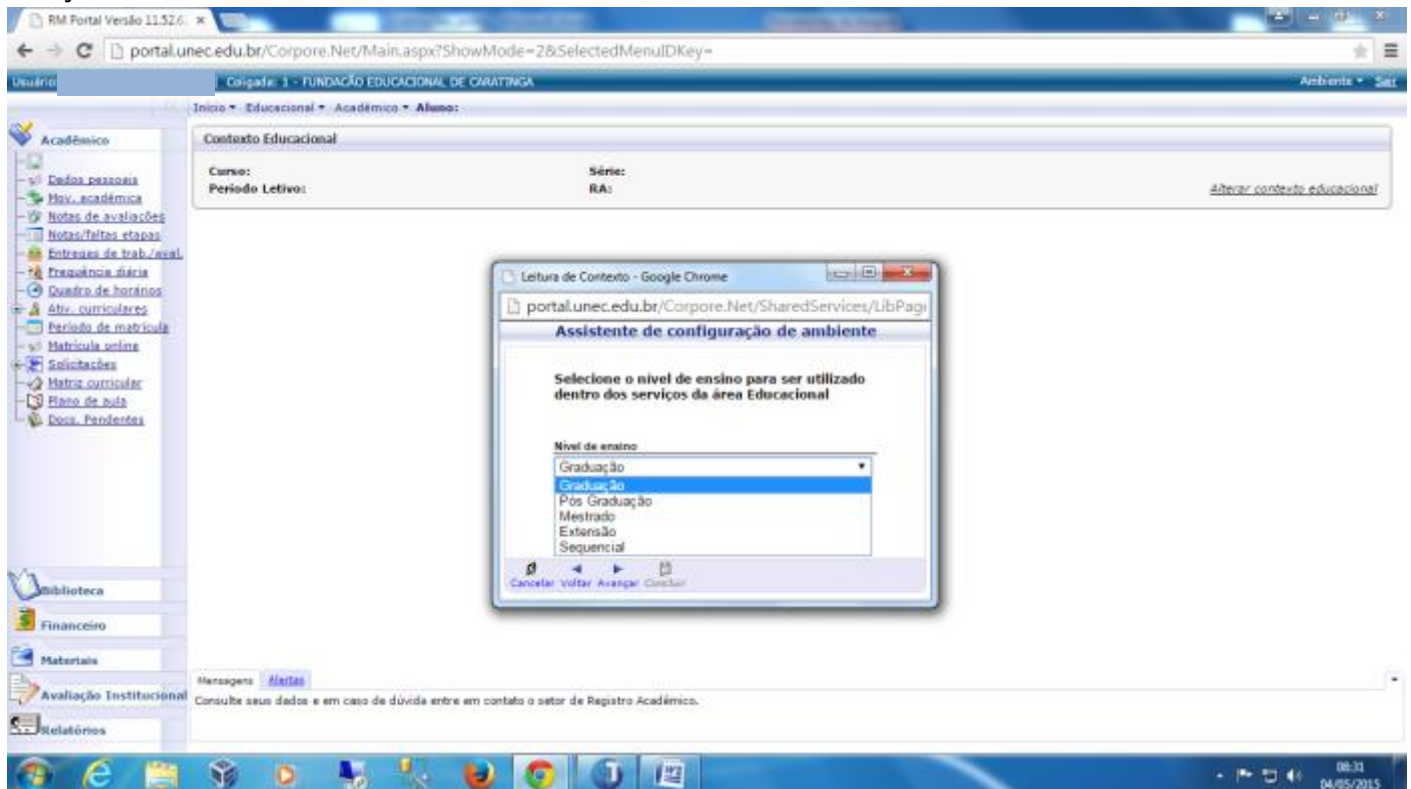 RM Portal Versão 11.52.6
portal.unec.edu.br/Corpore.Net/Main.aspx?ShowMode=2&SelectedMenuIDKey=
Usuário Coligada: 1 - FUNDAÇÃO EDUCACIONAL DE CARATINGA Ambiente Sair
Início Educacional Acadêmico Aluno:
Acadêmico
Contexto Educacional
Curso: Série:
Período Letivo: RA: Alterar contexto educacional
Dados pessoais
Mov. acadêmica
Notas de avaliações
Notas/faltas etapas
Entregas de trab./aval.
Frequência diária
Quadro de horários
Ativ. curriculares
Período de matrícula
Matrícula online
Solicitações
Matriz curricular
Plano de aula
Docs. Pendentes
Leitura de Contexto - Google Chrome
portal.unec.edu.br/Corpore.Net/SharedServices/LibPage
Assistente de configuração de ambiente
Selecione o nível de ensino para ser utilizado
dentro dos serviços da área Educacional
Nível de ensino
Graduação
Graduação
Pós Graduação
Mestrado
Extensão
Sequencial
Cancelar Voltar Avançar Concluir
Biblioteca
Financeiro
Materiais
Avaliação Institucional
Relatórios
Mensagens Alertas
Consulte seus dados e em caso de dúvida entre em contato o setor de Registro Acadêmico.
08:31
04/05/2015